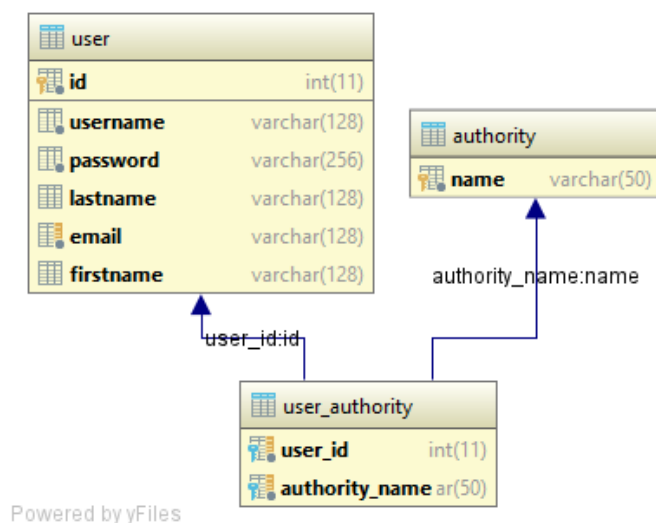 user
id int(11)
username varchar(128)
password varchar(256)
lastname varchar(128)
email varchar(128)
firstname varchar(128)
authority
name varchar(50)
authority_name:name
user_id:id
user_authority
user_id int(11)
authority_name ar(50)
Powered by yFiles